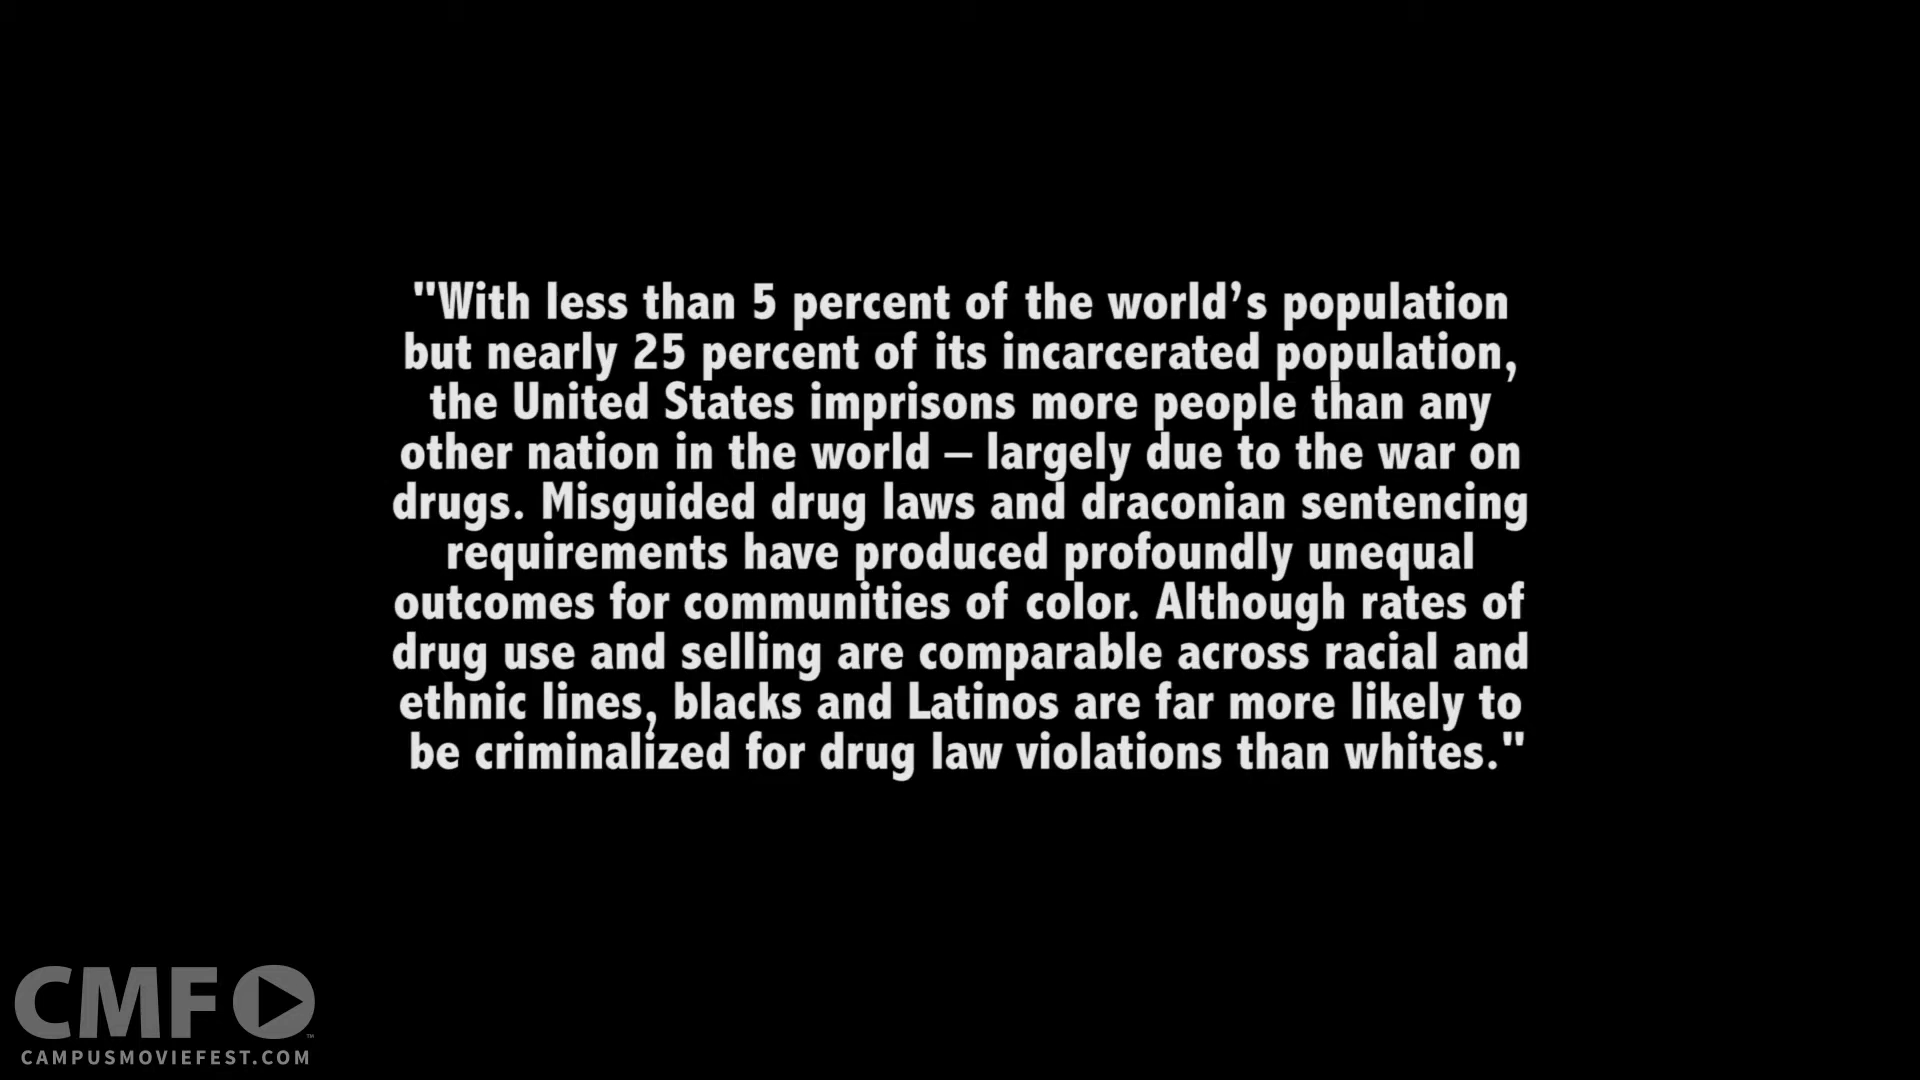 "With less than 5 percent of the world’s population
but nearly 25 percent of its incarcerated population,
the United States imprisons more people than any
other nation in the world – largely due to the war on
drugs. Misguided drug laws and draconian sentencing
requirements have produced profoundly unequal
outcomes for communities of color. Although rates of
drug use and selling are comparable across racial and
ethnic lines, blacks and Latinos are far more likely to
be criminalized for drug law violations than whites."
CMF
™
CAMPUSMOVIEFEST.COM